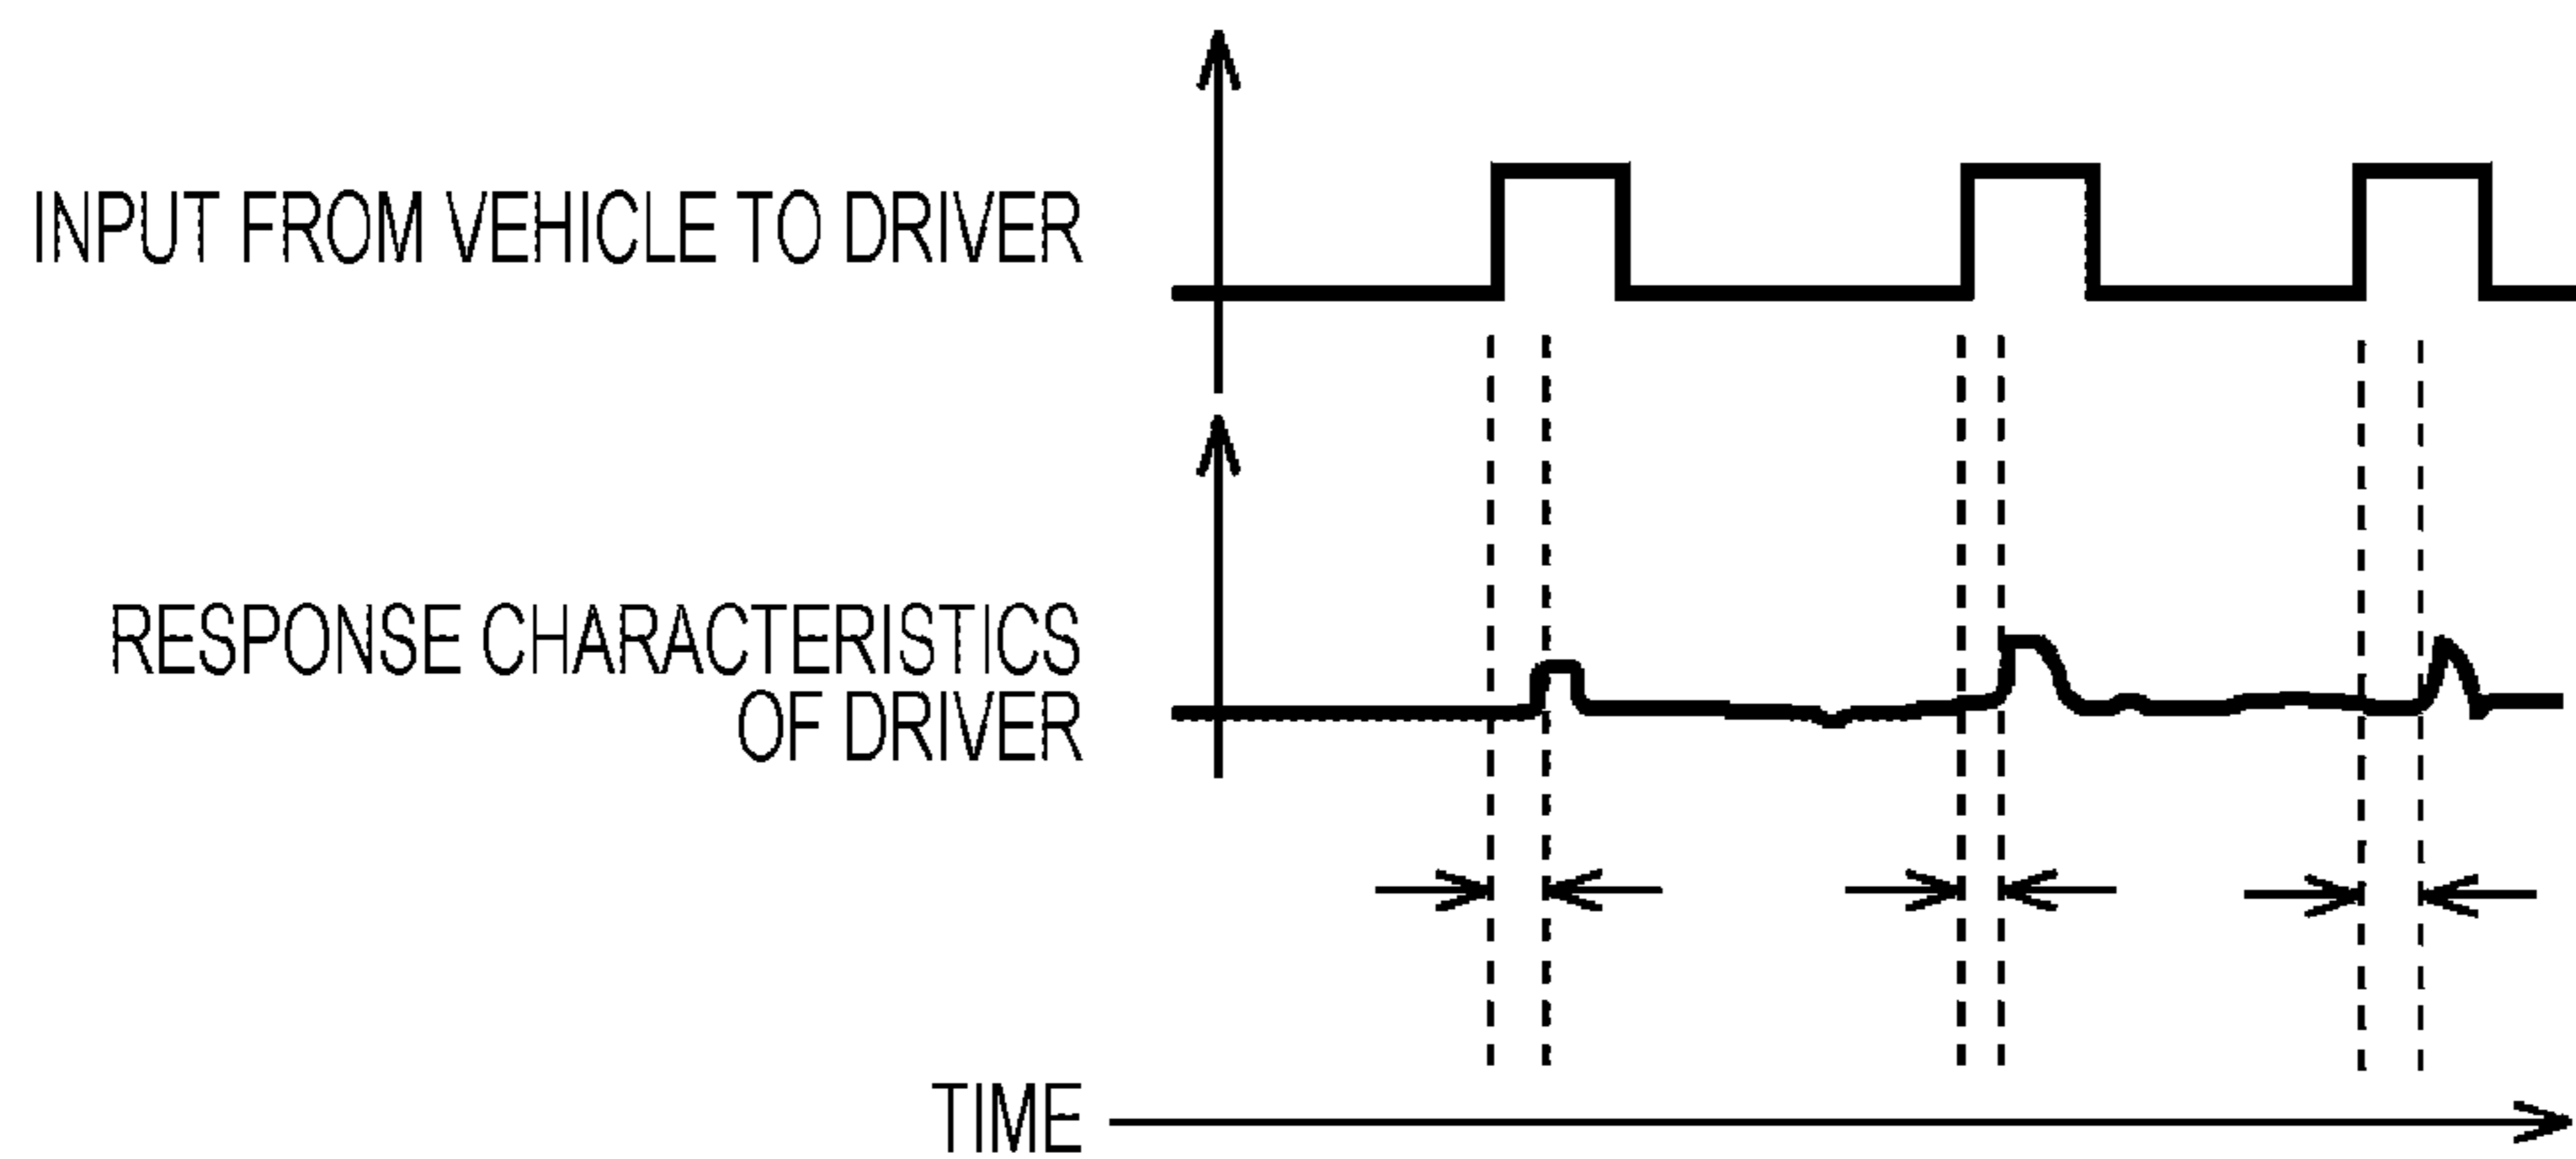 INPUT FROM VEHICLE TO DRIVER
RESPONSE CHARACTERISTICS
OF DRIVER
TIME